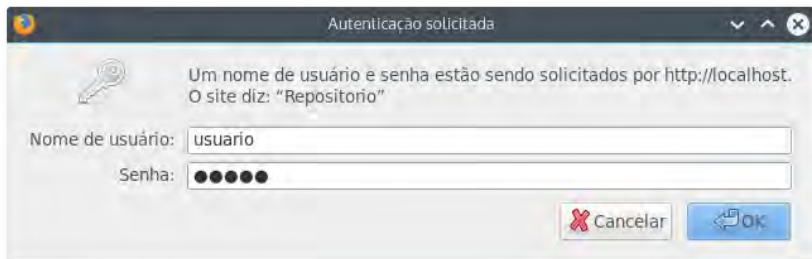 Autenticação solicitada
Um nome de usuário e senha estão sendo solicitados por http://localhost.
O site diz: “Repositorio”
Nome de usuário: usuario
Senha: ●●●●●
Cancelar OK